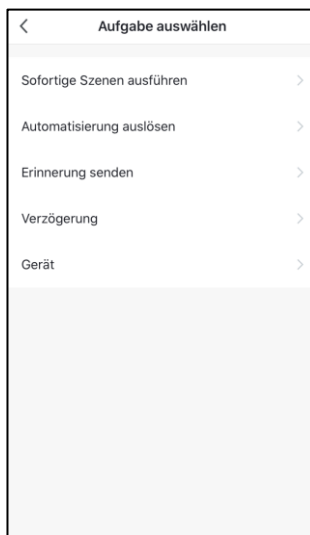 Aufgabe auswählen
Sofortige Szenen ausführen
Automatisierung auslösen
Erinnerung senden
Verzögerung
Gerät